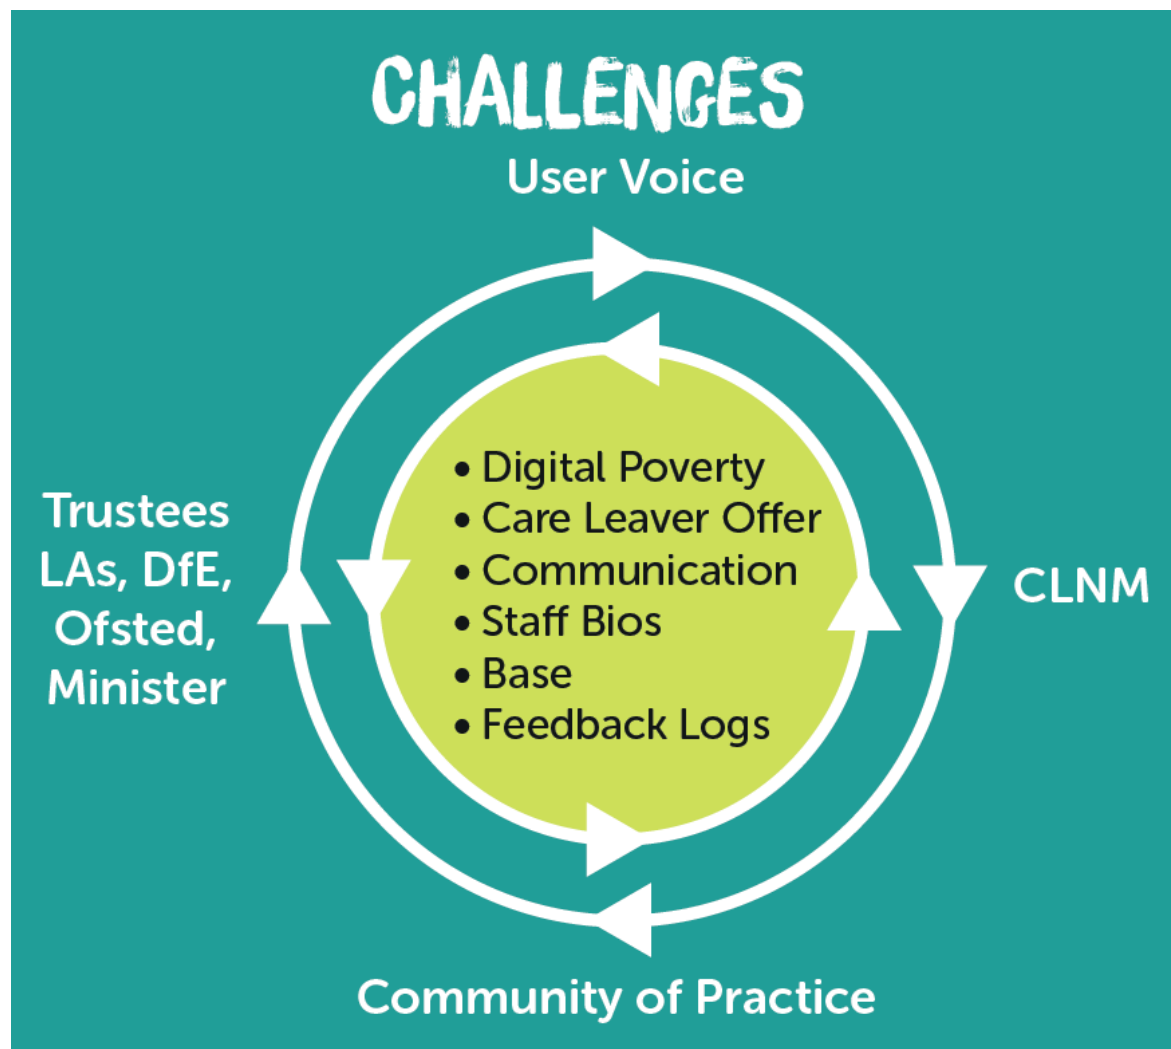 CHALLENGES
User Voice
Trustees
LAs, DfE,
Ofsted,
Minister
• Digital Poverty
• Care Leaver Offer
• Communication
• Staff Bios
• Base
• Feedback Logs
CLNM
Community of Practice